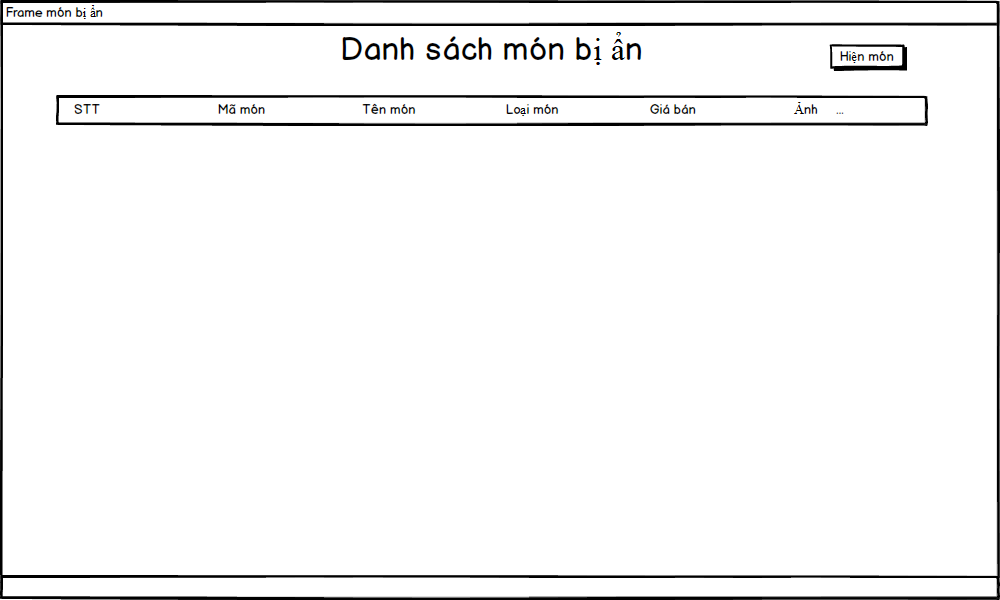 Frame món bị ẩn
Danh sách món bị ẩn
Hiện món
STT Mã món Tên món Loại món Giá bán Ảnh ...